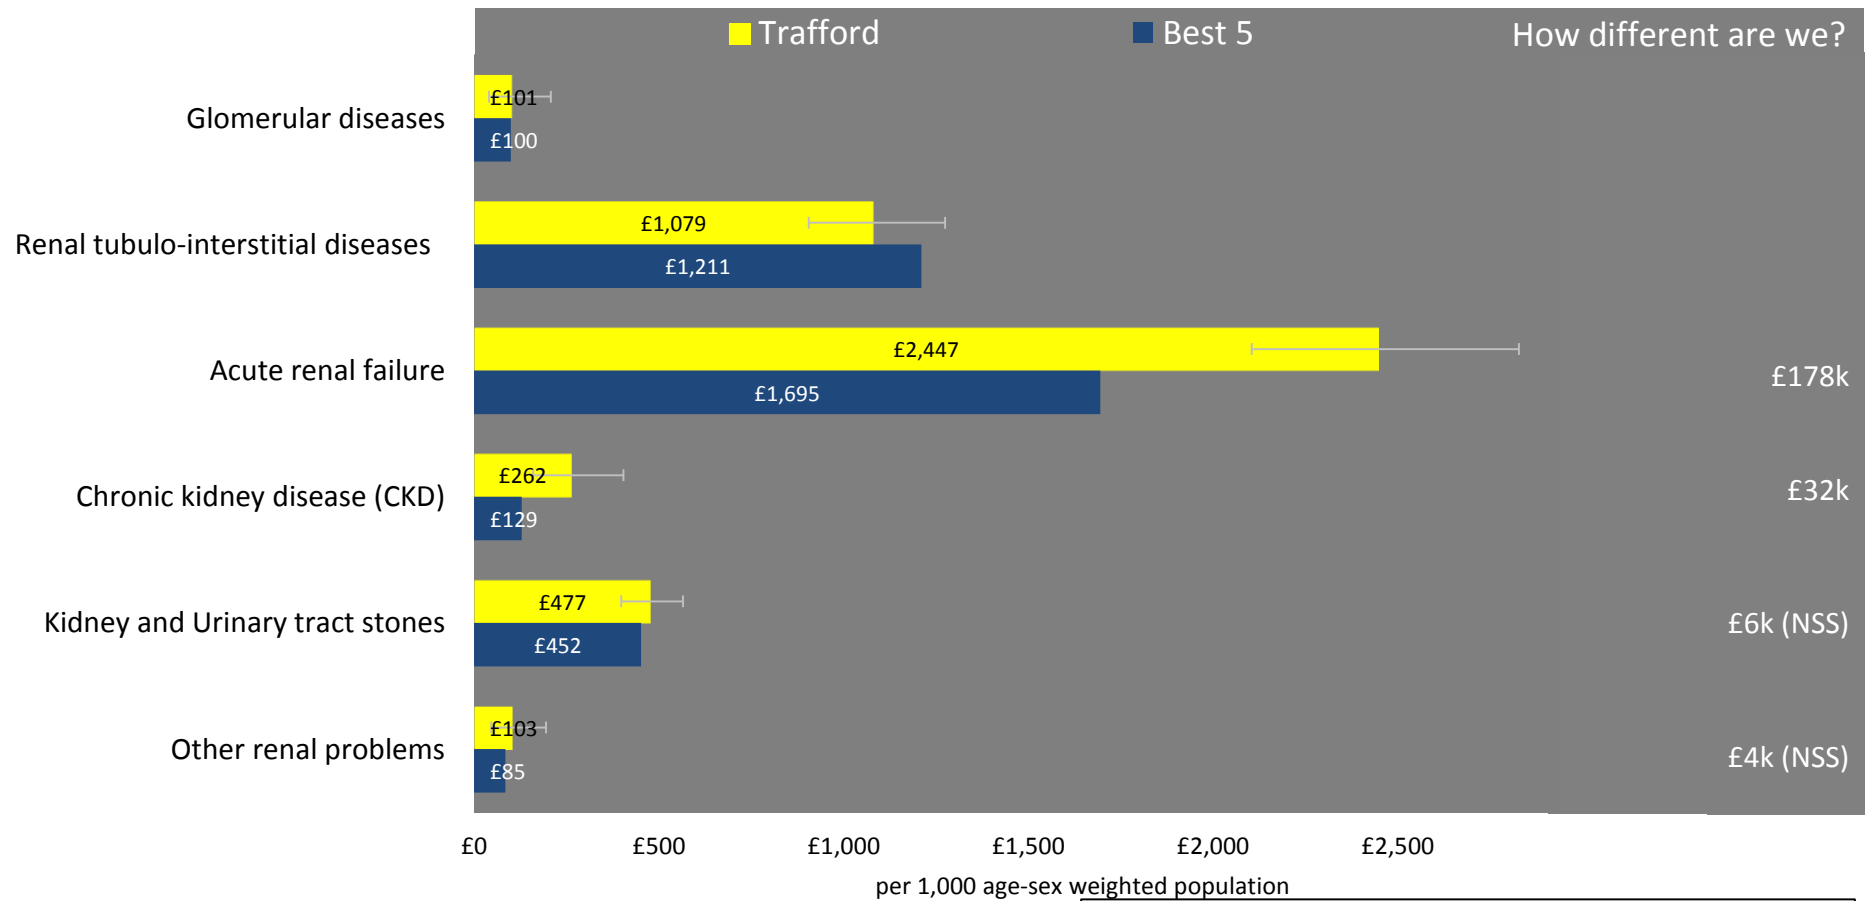 Trafford
Best 5
How different are we?
Glomerular diseases
£101
£100
Renal tubulo-interstitial diseases
£1,079
£1,211
Acute renal failure
£2,447
£1,695
£178k
Chronic kidney disease (CKD)
£262
£129
£32k
Kidney and Urinary tract stones
£477
£452
£6k (NSS)
Other renal problems
£103
£85
£4k (NSS)
£0 £500 £1,000 £1,500 £2,000 £2,500
per 1,000 age-sex weighted population